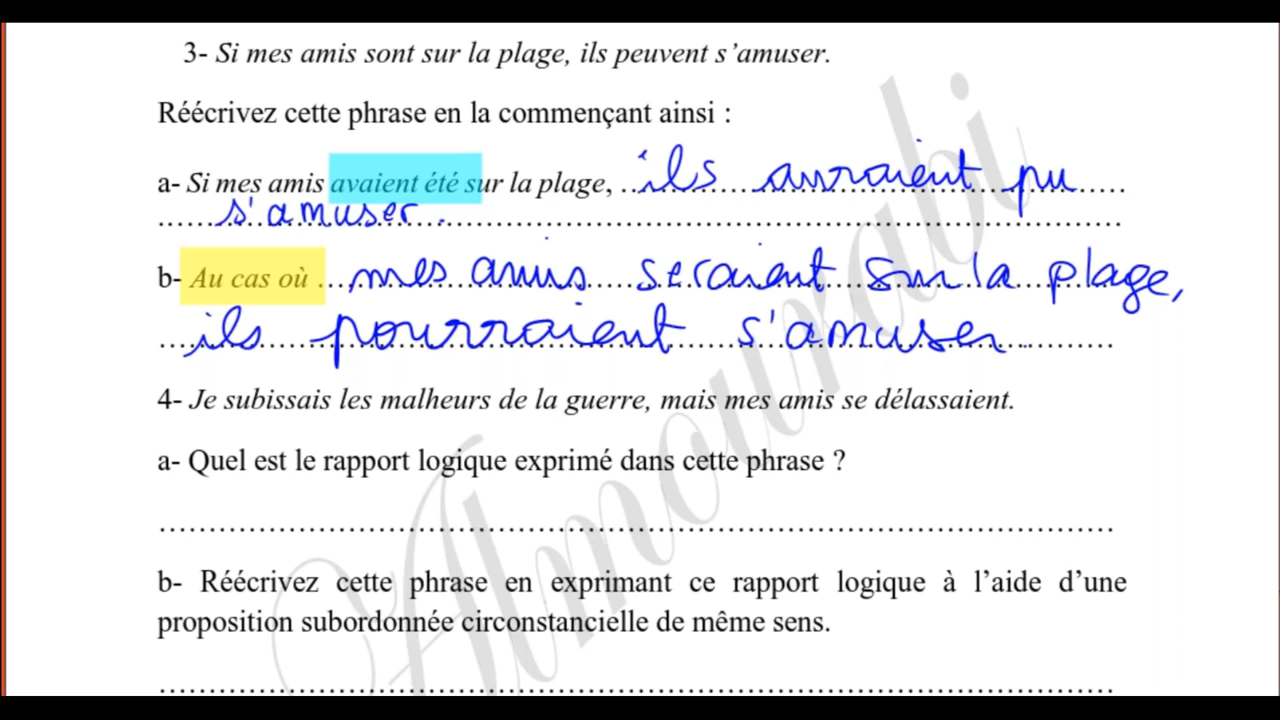 3- Si mes amis sont sur la plage, ils peuvent s'amuser.
Réécrivez cette phrase en la commençant ainsi :
a- Si mes amis avaient été sur la plage, ...ils auraient pu.....
......s'amuser.......................................................................
b- Au cas où ...mes amis seraient sur la plage,
....ils pourraient s'amuser............
4- Je subissais les malheurs de la guerre, mais mes amis se délassaient.
a- Quel est le rapport logique exprimé dans cette phrase ?
................................................................................................
b- Réécrivez cette phrase en exprimant ce rapport logique à l'aide d'une
proposition subordonnée circonstancielle de même sens.
................................................................................................
Almourabi